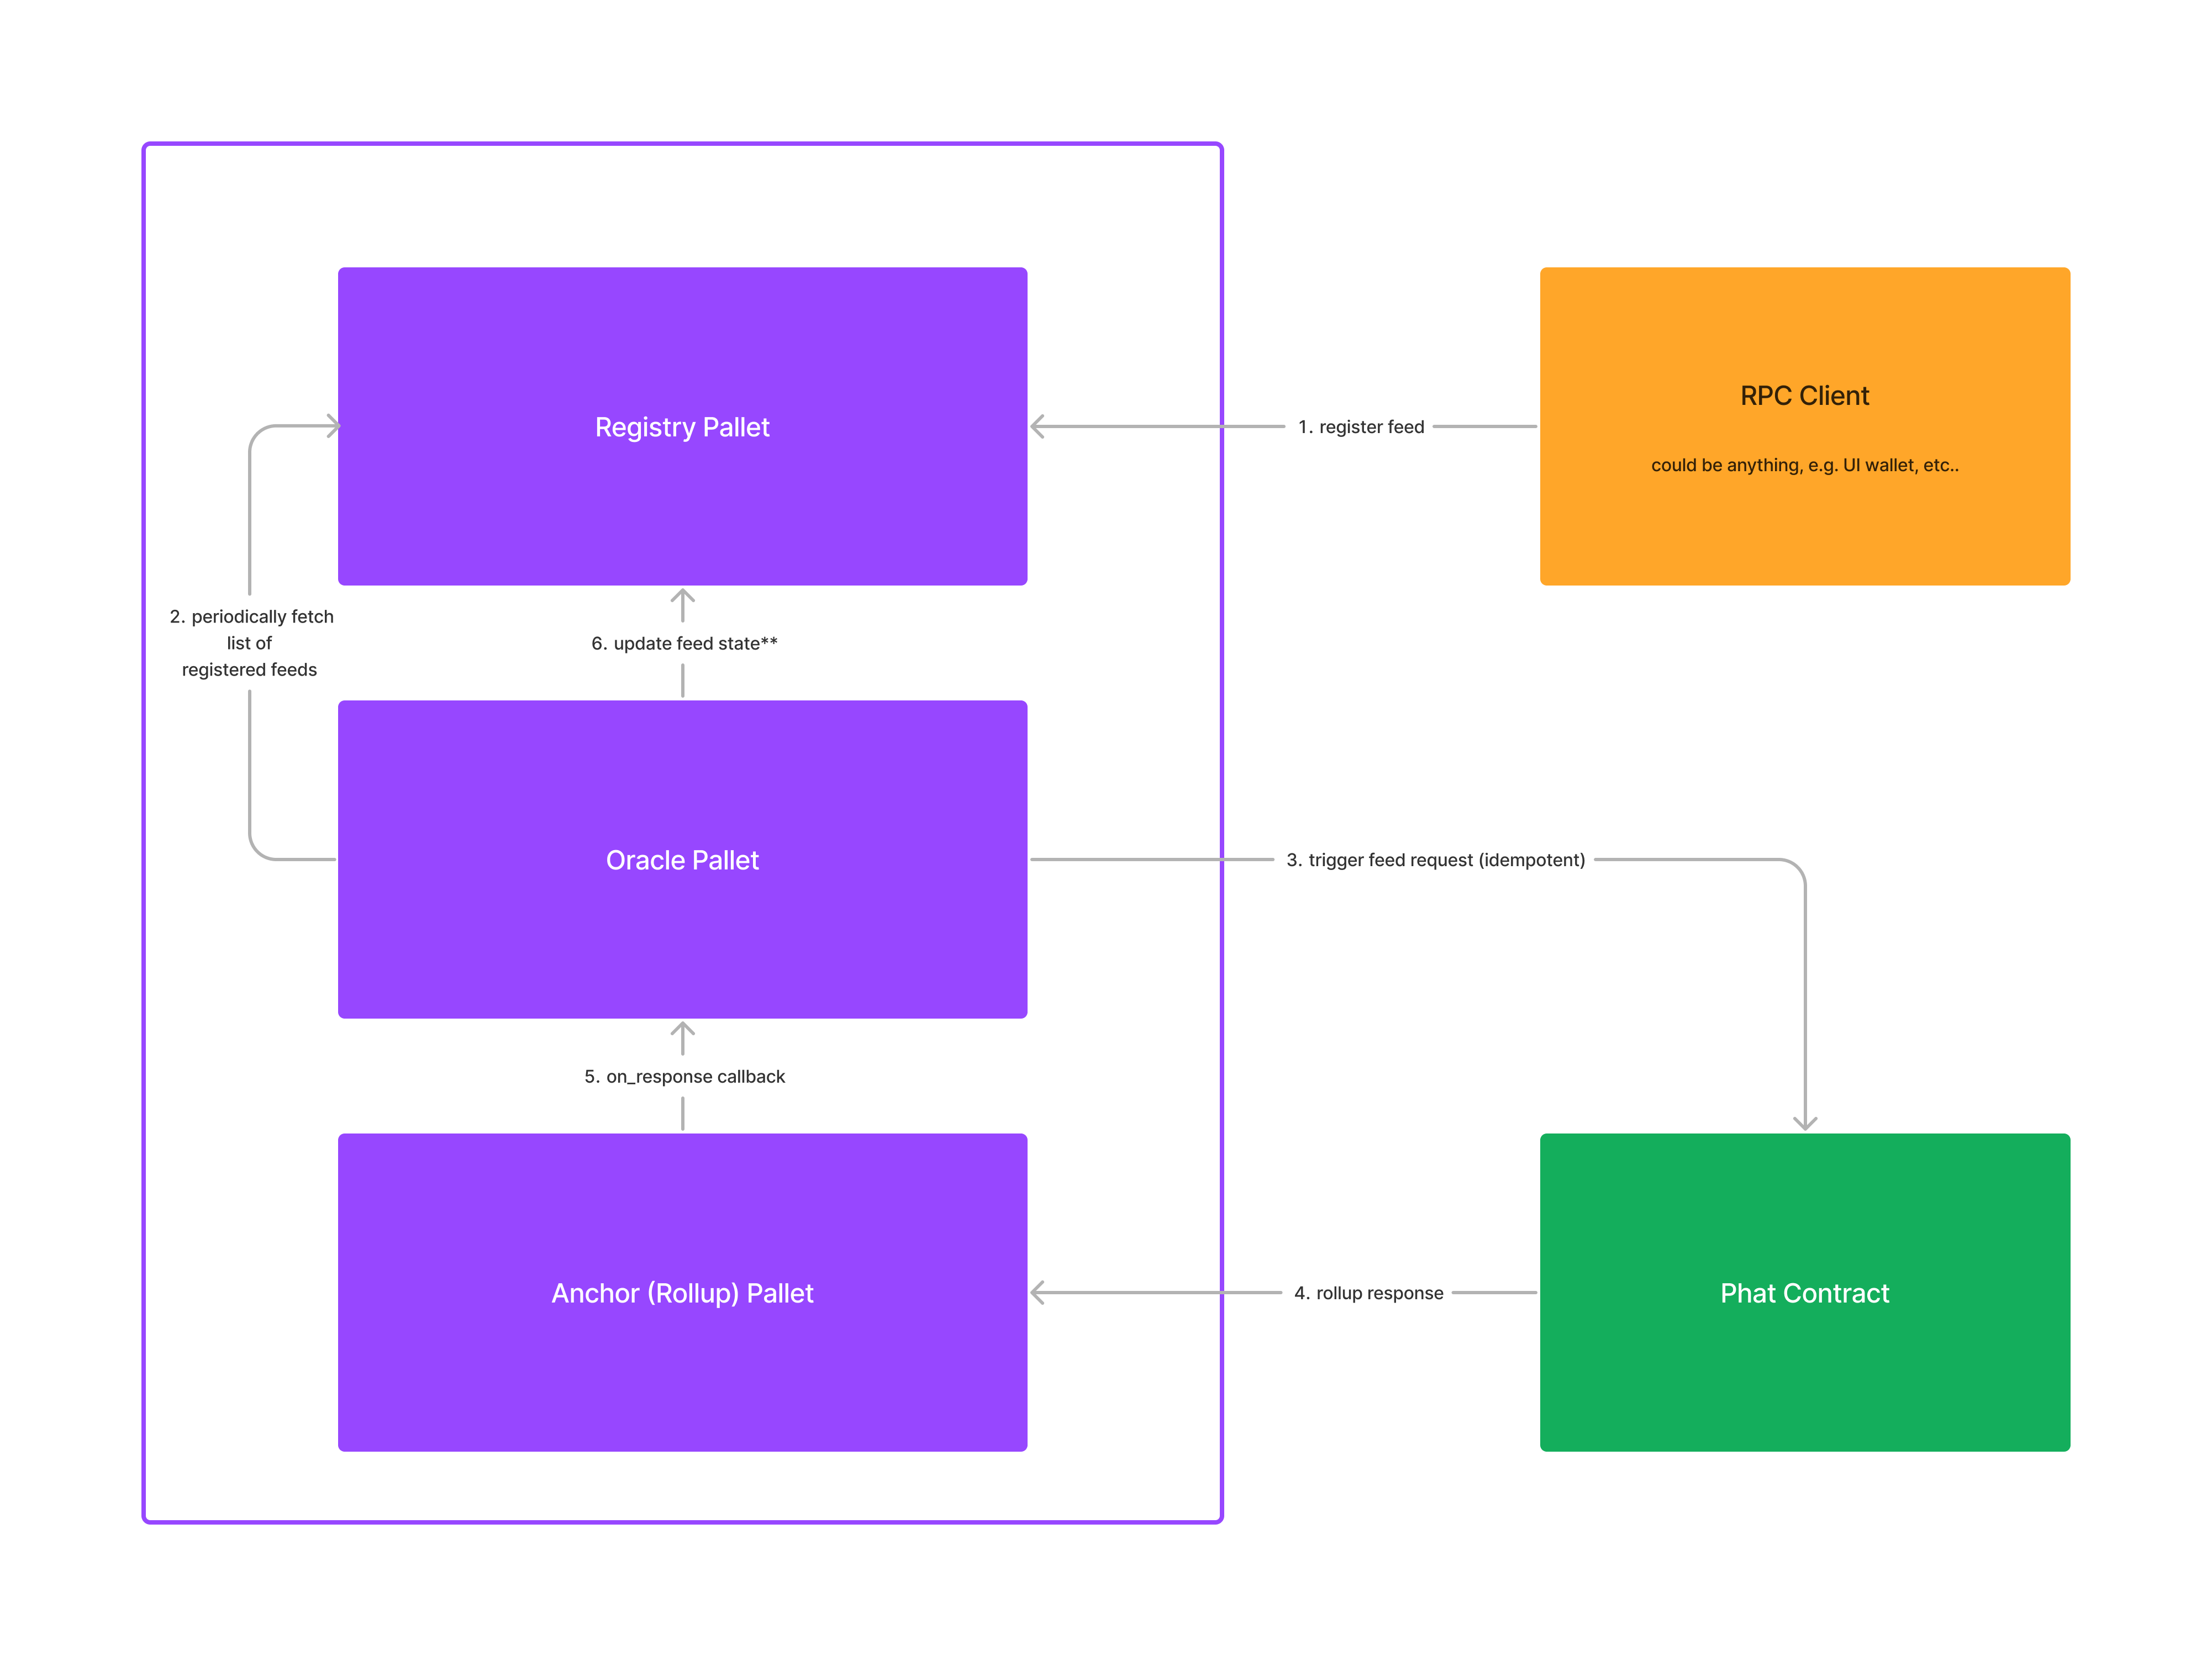 Registry Pallet
1. register feed
RPC Client
could be anything, e.g. UI wallet, etc..
2. periodically fetch
list of
registered feeds
6. update feed state**
Oracle Pallet
3. trigger feed request (idempotent)
5. on_response callback
Anchor (Rollup) Pallet
4. rollup response
Phat Contract